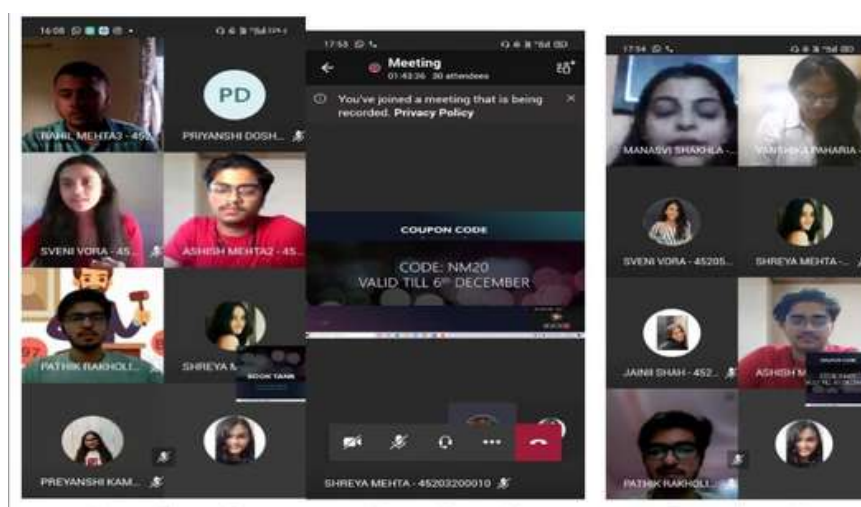 16:08
RAHIL MEHTA3 - 452
PD
PRIYANSHI DOSH...
SVENI VORA - 45...
ASHISH MEHTA2 - 45...
97
PATHIK RAKHOLI...
SHREYA M
BOOK TANK
PREYANSHI KAM...
17:53
Meeting
01:43:36 30 attendees
You've joined a meeting that is being
recorded. Privacy Policy
COUPON CODE
CODE: NM20
VALID TILL 6TH DECEMBER
SHREYA MEHTA - 45203200010
17:54
MANASVI SHAKHLA -...
VANSHIKA PAHARIA -
SVENI VORA - 45205...
SHREYA MEHTA -...
JAINII SHAH - 452...
ASHISH M
COUPON CODE
PATHIK RAKHOLI...